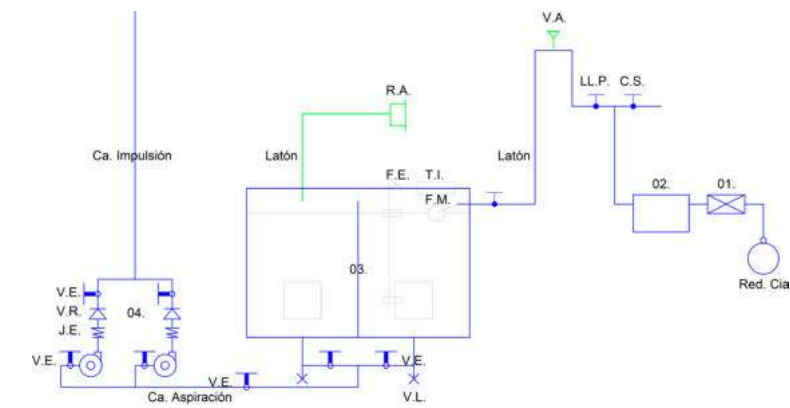 V.A.
LL.P. C.S.
R.A.
Ca. Impulsión
Latón
Latón
F.E. T.I.
F.M.
02.
01.
03.
Red. Cia
V.E.
V.R.
04.
J.E.
V.E.
V.E.
V.E.
Ca. Aspiración
V.L.